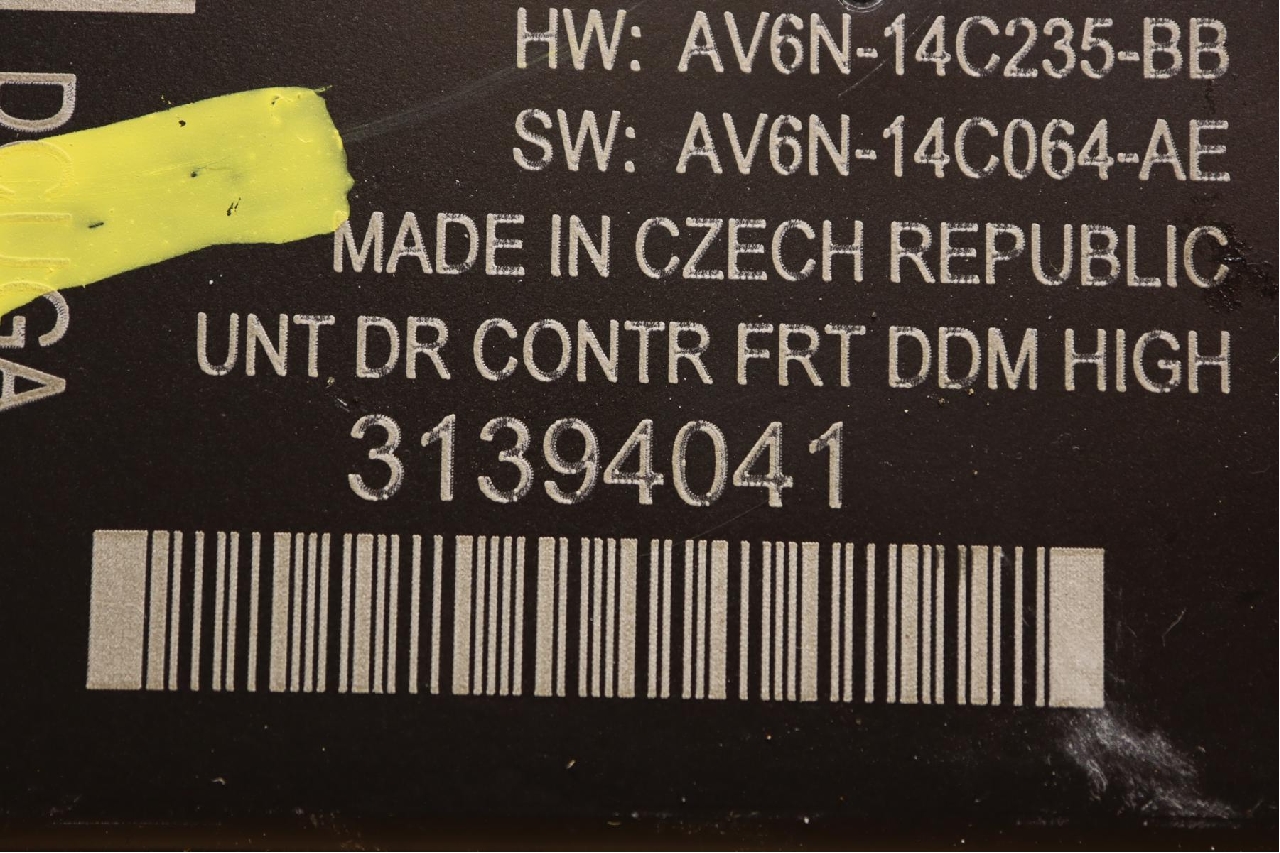 HW: AV6N-14C235-BB
SW: AV6N-14C064-AE
MADE IN CZECH REPUBLIC
UNT DR CONTR FRT DDM HIGH
31394041